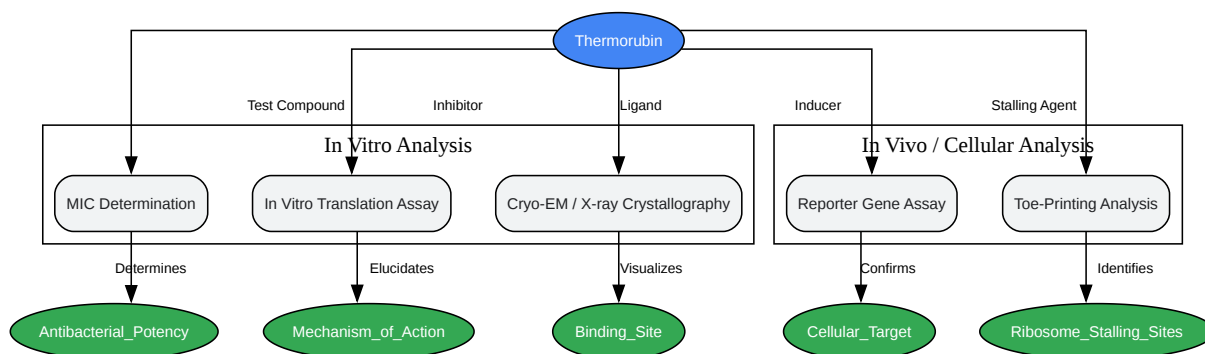 Thermorubin
Test Compound
Inhibitor
Ligand
Inducer
Stalling Agent
In Vitro Analysis
In Vivo / Cellular Analysis
MIC Determination
In Vitro Translation Assay
Cryo-EM / X-ray Crystallography
Reporter Gene Assay
Toe-Printing Analysis
Determines
Elucidates
Visualizes
Confirms
Identifies
Antibacterial_Potency
Mechanism_of_Action
Binding_Site
Cellular_Target
Ribosome_Stalling_Sites